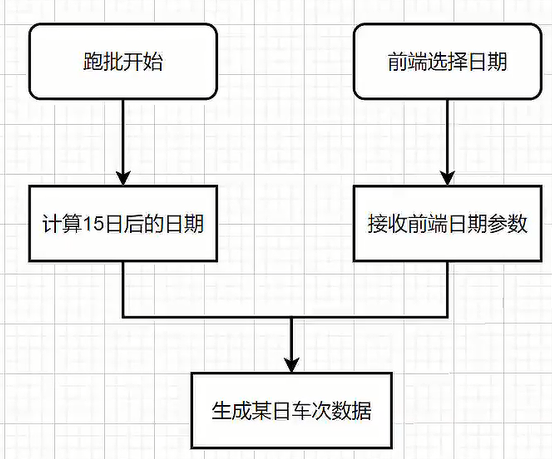 跑批开始
前端选择日期
计算15日后的日期
接收前端日期参数
生成某日车次数据